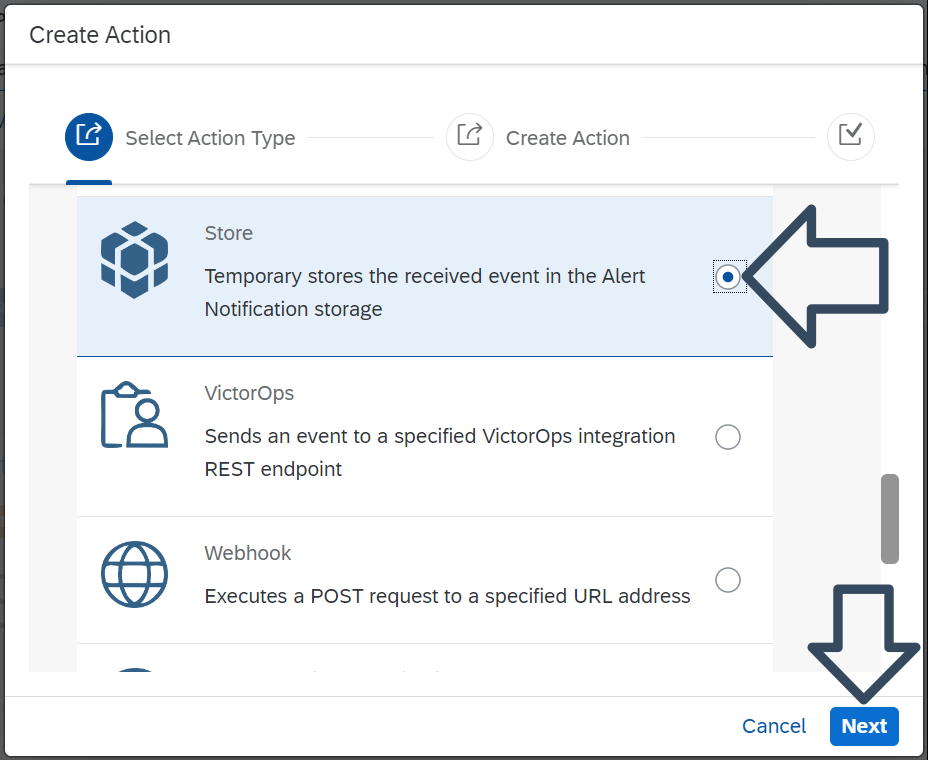 Create Action
Select Action Type
Create Action
Store
Temporary stores the received event in the Alert
Notification storage
VictorOps
Sends an event to a specified VictorOps integration
REST endpoint
Webhook
Executes a POST request to a specified URL address
Cancel
Next